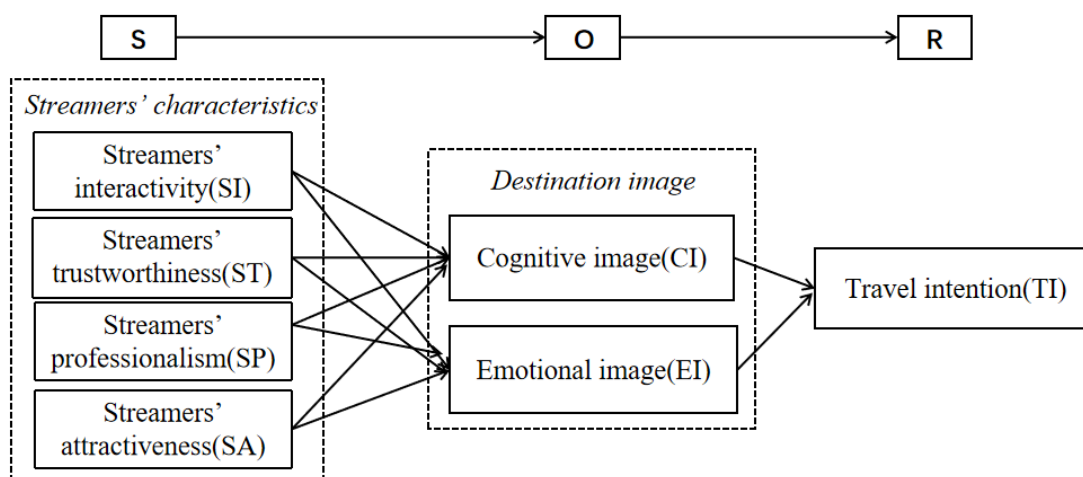 S
O
R
Streamers’ characteristics
Streamers’
interactivity(SI)
Streamers’
trustworthiness(ST)
Streamers’
professionalism(SP)
Streamers’
attractiveness(SA)
Destination image
Cognitive image(CI)
Emotional image(EI)
Travel intention(TI)